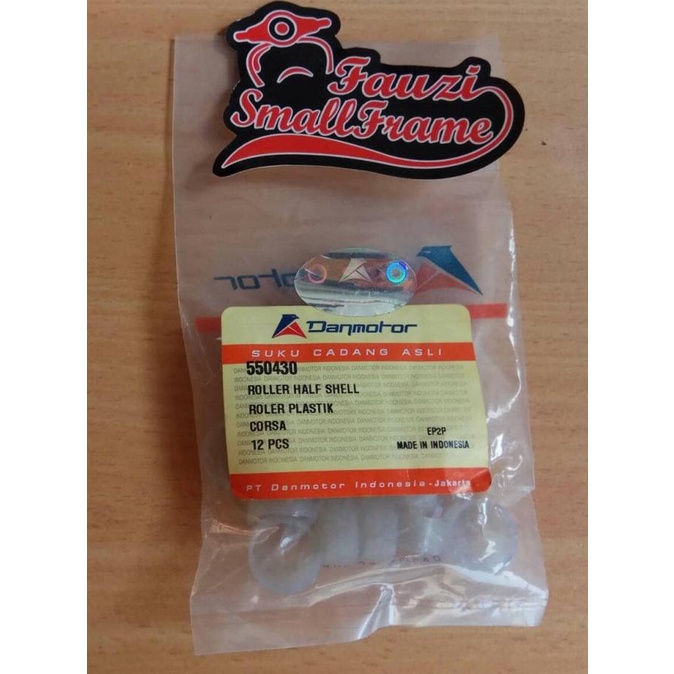 Fauzi
SmallFrame
Danmotor
Danmotor
SUKU CADANG ASLI
550430
ROLLER HALF SHELL
ROLER PLASTIK
CORSA
12 PCS
EP2P
MADE IN INDONESIA
PT Danmotor Indonesia-Jakarta